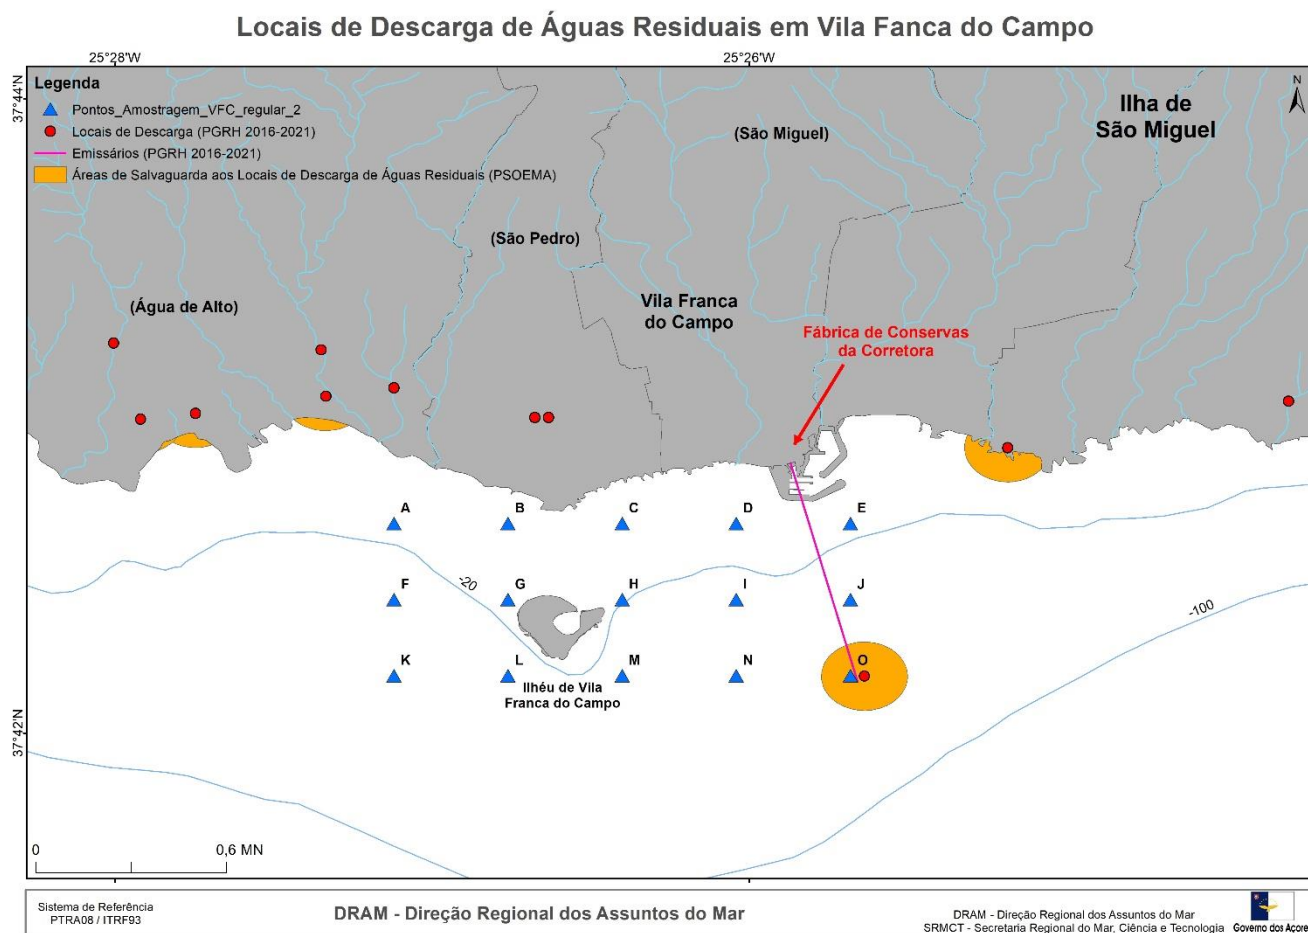 Locais de Descarga de Águas Residuais em Vila Fanca do Campo
25°28'W
25°26'W
37°44'N
Legenda
Pontos_Amostragem_VFC_regular_2
Locais de Descarga (PGRH 2016-2021)
Emissários (PGRH 2016-2021)
Áreas de Salvaguarda aos Locais de Descarga de Águas Residuais (PSOEMA)
N
Ilha de
São Miguel
(São Miguel)
(São Pedro)
(Água de Alto)
Vila Franca
do Campo
Fábrica de Conservas
da Corretora
A
B
C
D
E
-20
F
G
H
I
J
-100
K
L
M
N
O
Ilhéu de Vila
Franca do Campo
37°42'N
0
0,6 MN
Sistema de Referência
PTRA08 / ITRF93
DRAM - Direção Regional dos Assuntos do Mar
DRAM - Direção Regional dos Assuntos do Mar
SRMCT - Secretaria Regional do Mar, Ciência e Tecnologia
Governo dos Açore